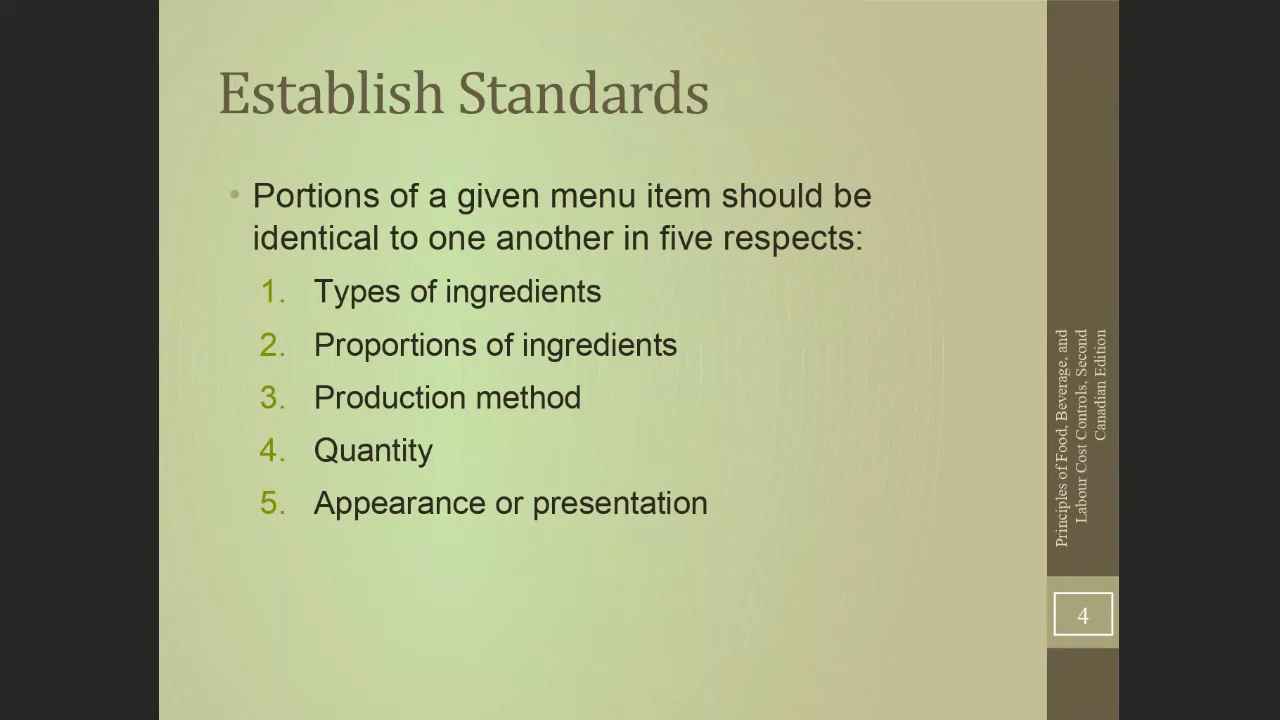 Establish Standards
• Portions of a given menu item should be
identical to one another in five respects:
1. Types of ingredients
2. Proportions of ingredients
3. Production method
4. Quantity
5. Appearance or presentation
Principles of Food, Beverage, and
Labour Cost Controls, Second
Canadian Edition
4